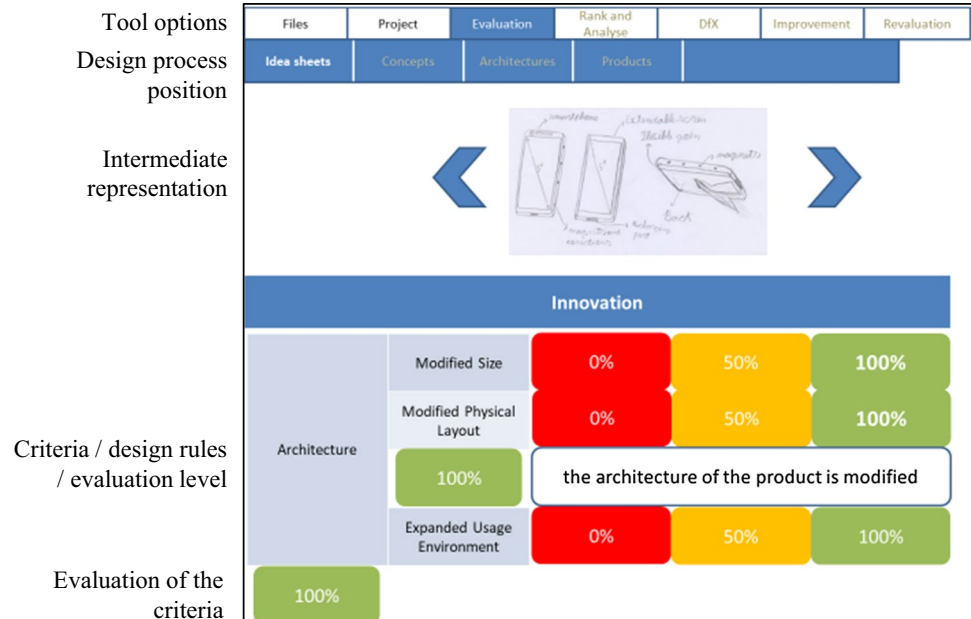 Tool options
Files
Project
Evaluation
Rank and
Analyse
DfX
Improvement
Revaluation
Design process
position
Idea sheets
Concepts
Architectures
Products
Intermediate
representation
smartphone
magnets
Back
Innovation
Criteria / design rules
/ evaluation level
Architecture
Modified Size
0%
50%
100%
Modified Physical
Layout
0%
50%
100%
100%
the architecture of the product is modified
Expanded Usage
Environment
0%
50%
100%
Evaluation of the
criteria
100%